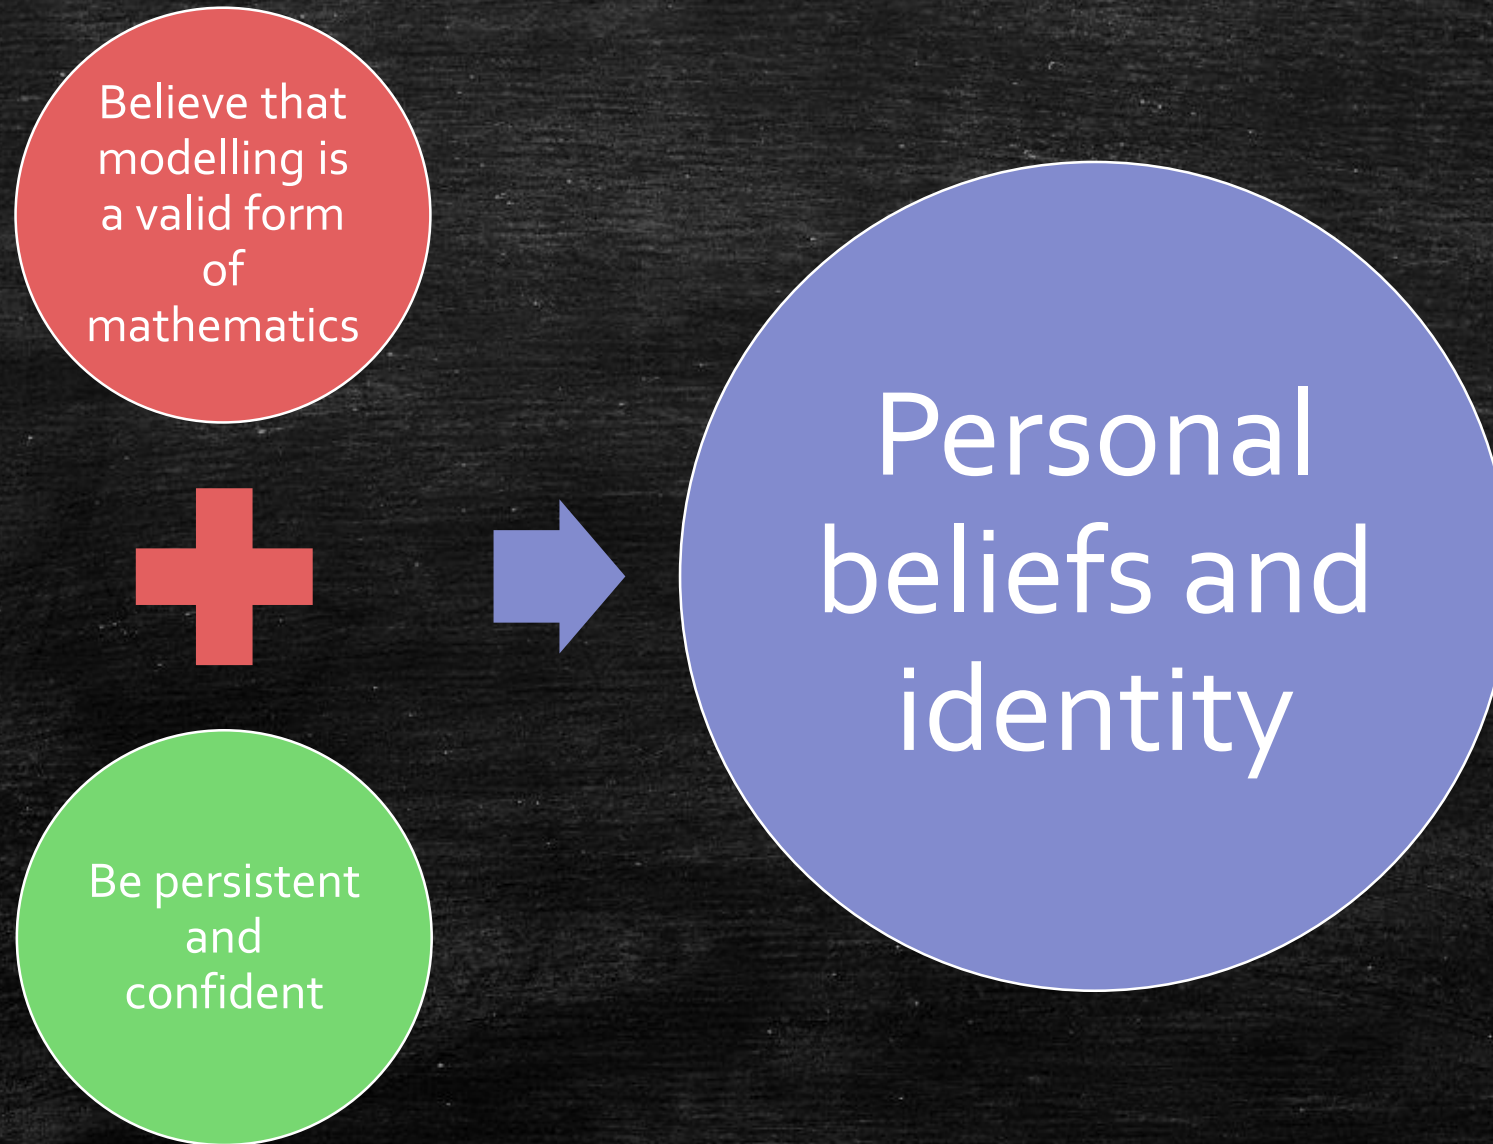 Believe that
modelling is
a valid form
of
mathematics
Be persistent
and
confident
Personal
beliefs and
identity